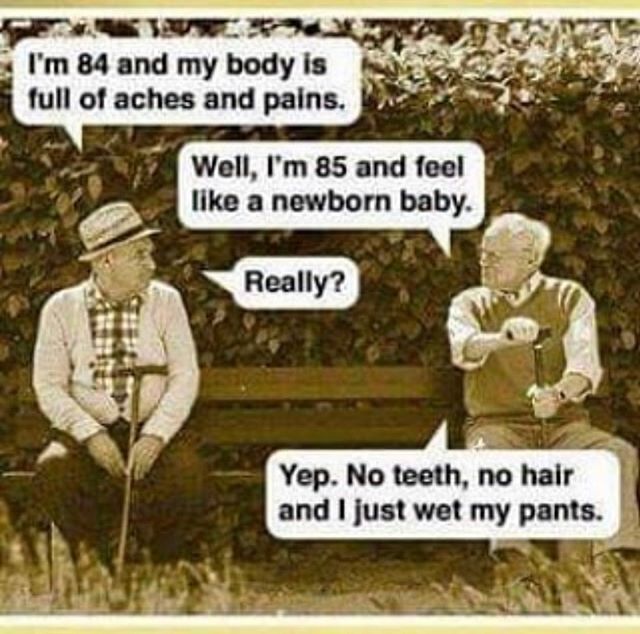 I'm 84 and my body is
full of aches and pains.
Well, I'm 85 and feel
like a newborn baby.
Really?
Yep. No teeth, no hair
and I just wet my pants.